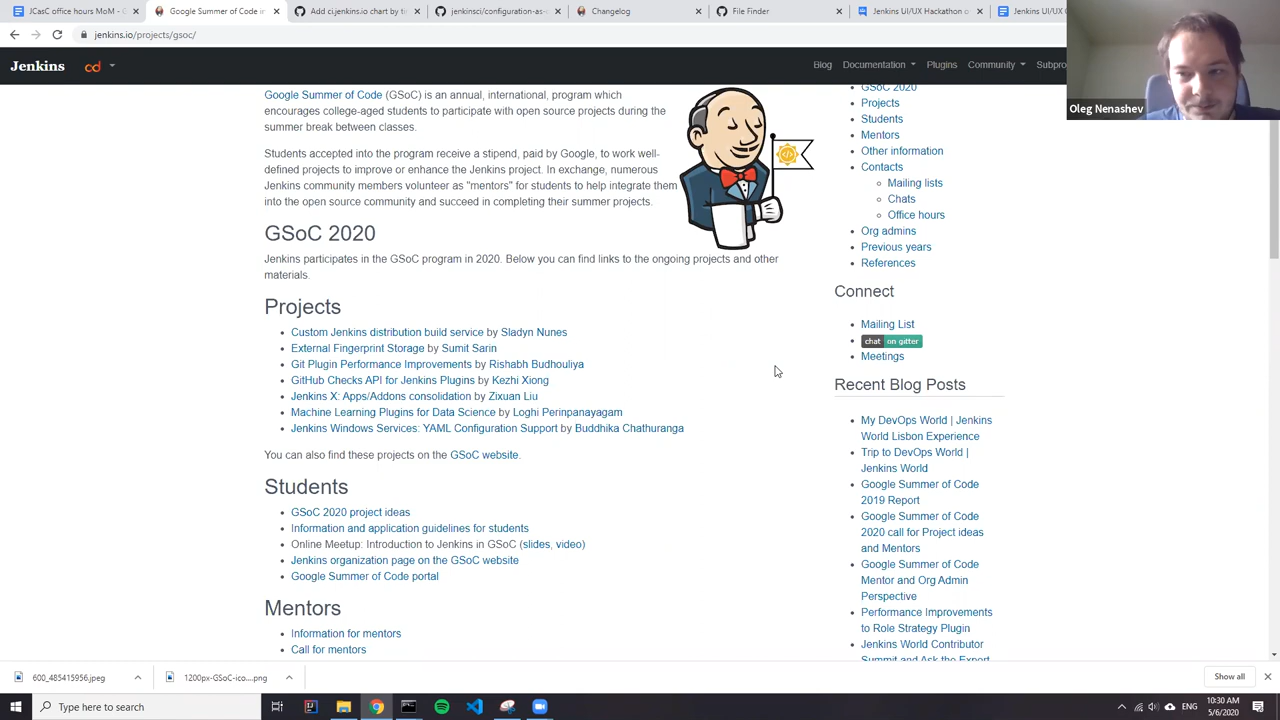 JCasC office hours MoM - G
Google Summer of Code in
Add ci.jenkins.io chart by ti
jenkinsci/configuration-as-
Changelog
File Finder
Jenkins UI/UX Hackathon o
Jenkins UI/UX
jenkins.io/projects/gsoc/
Jenkins
cd
Blog
Documentation
Plugins
Community
Subpro
Oleg Nenashev
Google Summer of Code (GSoC) is an annual, international, program which
encourages college-aged students to participate with open source projects during the
summer break between classes.
Students accepted into the program receive a stipend, paid by Google, to work well-
defined projects to improve or enhance the Jenkins project. In exchange, numerous
Jenkins community members volunteer as "mentors" for students to help integrate them
into the open source community and succeed in completing their summer projects.
GSoC 2020
Jenkins participates in the GSoC program in 2020. Below you can find links to the ongoing projects and other
materials.
Projects
Custom Jenkins distribution build service by Sladyn Nunes
External Fingerprint Storage by Sumit Sarin
Git Plugin Performance Improvements by Rishabh Budhouliya
GitHub Checks API for Jenkins Plugins by Kezhi Xiong
Jenkins X: Apps/Addons consolidation by Zixuan Liu
Machine Learning Plugins for Data Science by Loghi Perinpanayagam
Jenkins Windows Services: YAML Configuration Support by Buddhika Chathuranga
You can also find these projects on the GSoC website.
Students
GSoC 2020 project ideas
Information and application guidelines for students
Online Meetup: Introduction to Jenkins in GSoC (slides, video)
Jenkins organization page on the GSoC website
Google Summer of Code portal
Mentors
Information for mentors
Call for mentors
GSoC 2020
Projects
Students
Mentors
Other information
Contacts
Mailing lists
Chats
Office hours
Org admins
Previous years
References
Connect
Mailing List
chat on gitter
Meetings
Recent Blog Posts
My DevOps World | Jenkins
World Lisbon Experience
Trip to DevOps World |
Jenkins World
Google Summer of Code
2019 Report
Google Summer of Code
2020 call for Project ideas
and Mentors
Google Summer of Code
Mentor and Org Admin
Perspective
Performance Improvements
to Role Strategy Plugin
Jenkins World Contributor
Summit and Ask the Expert
600_485415956.jpeg
1200px-GSoC-ico....png
Show all
Type here to search
10:30 AM
5/6/2020